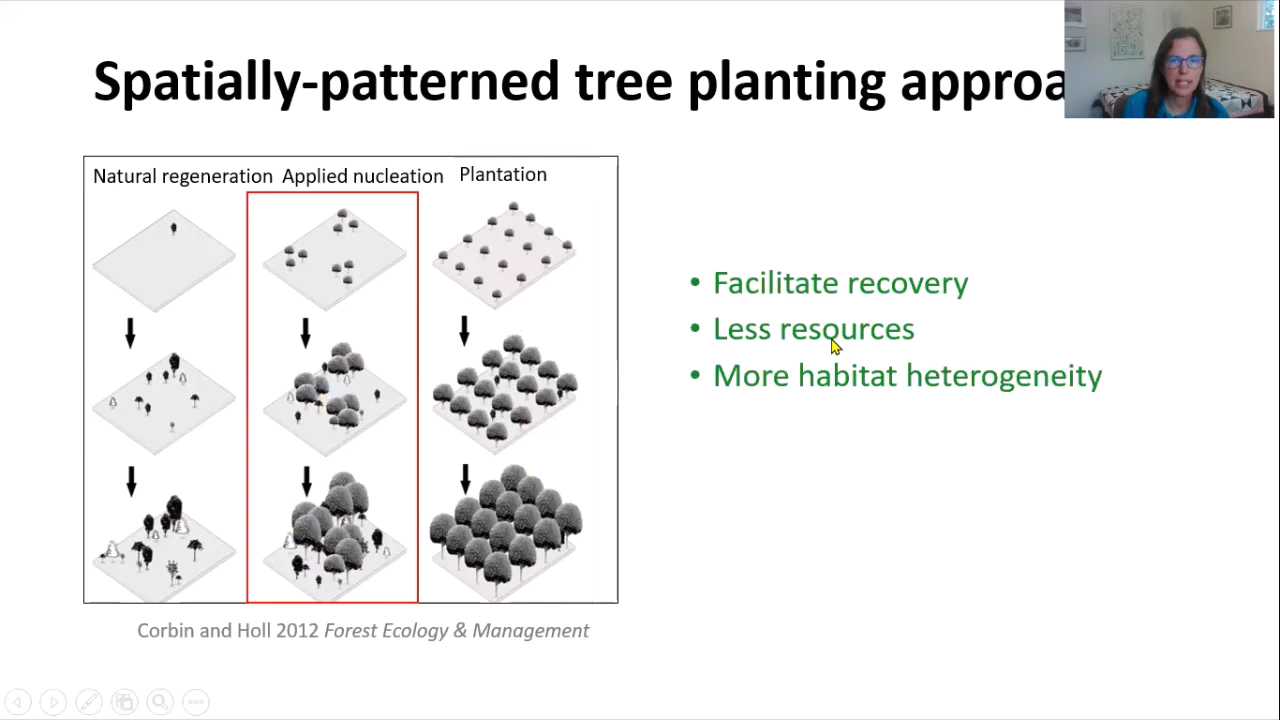 Spatially-patterned tree planting approa
Natural regeneration Applied nucleation Plantation
• Facilitate recovery
• Less resources
• More habitat heterogeneity
Corbin and Holl 2012 Forest Ecology & Management